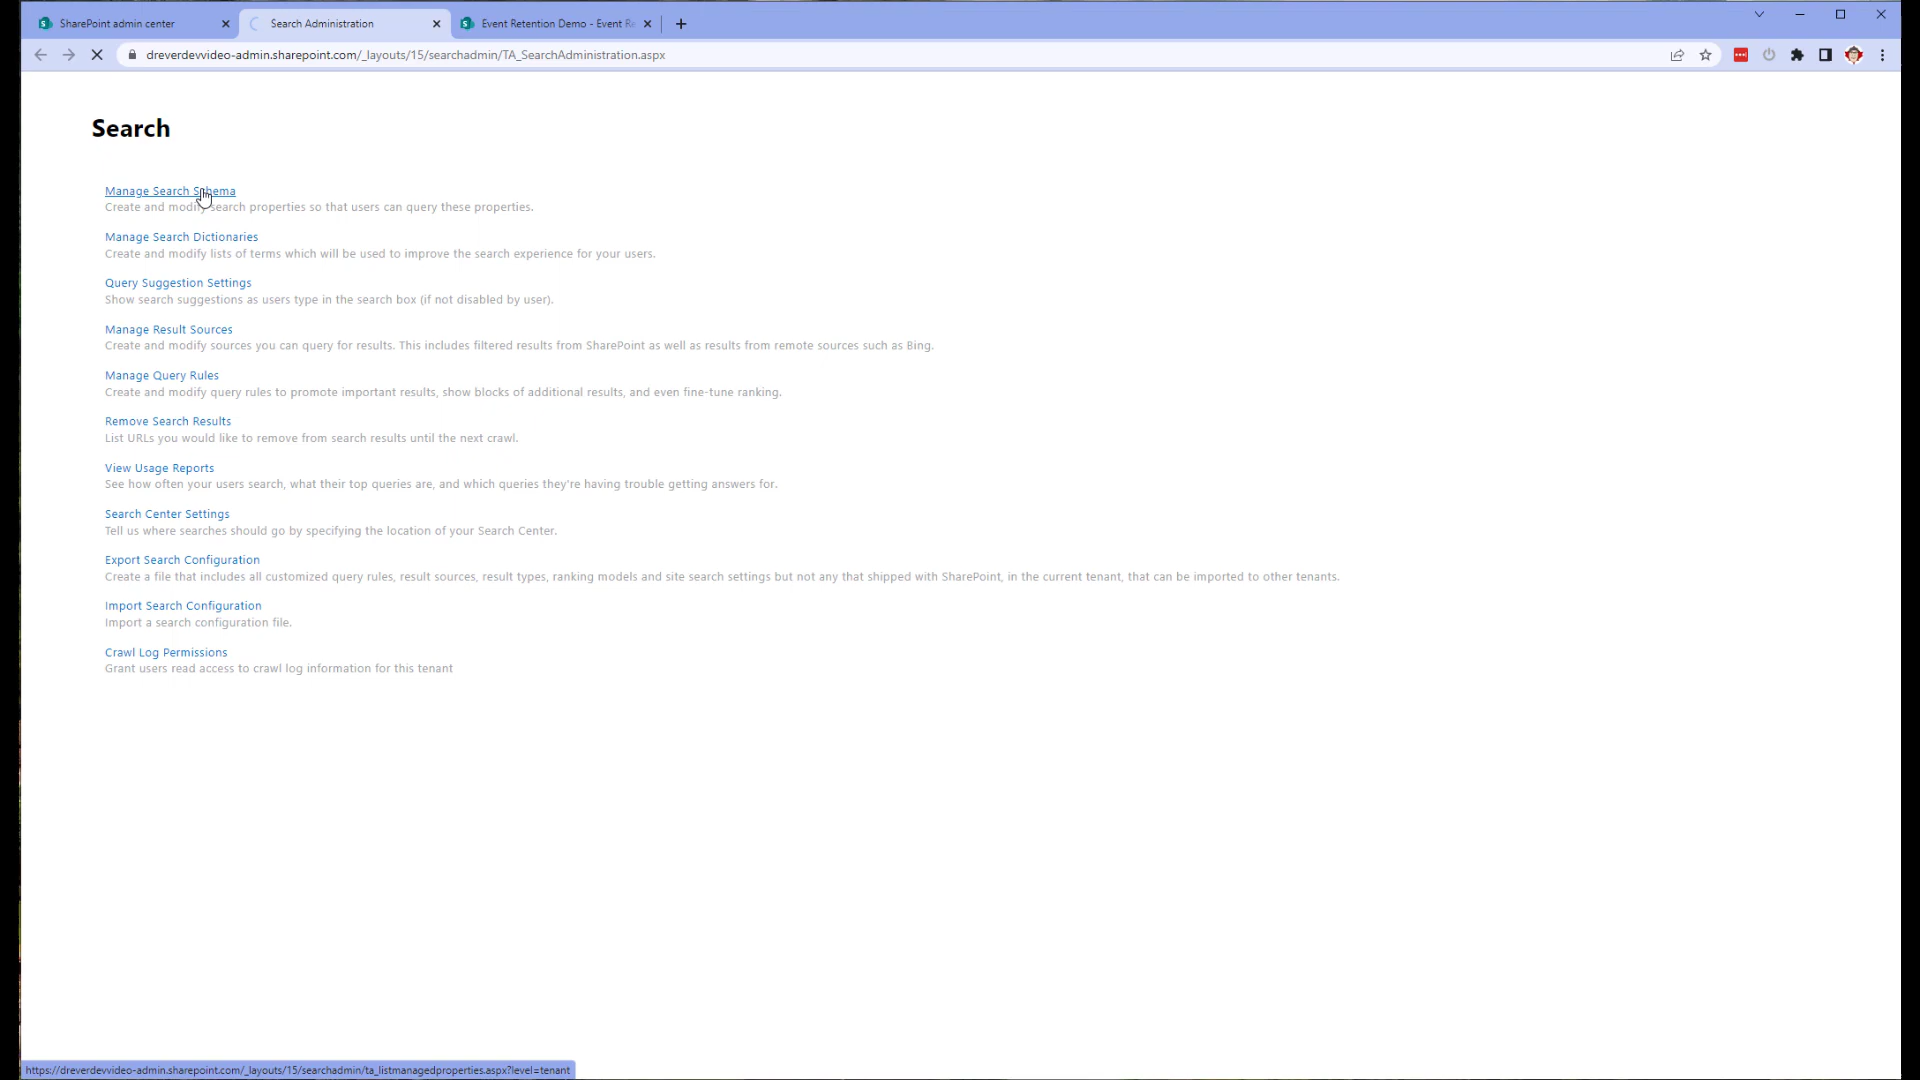 SharePoint admin center
Search Administration
Event Retention Demo - Event Re
dreverdevvideo-admin.sharepoint.com/_layouts/15/searchadmin/TA_SearchAdministration.aspx
Search
Manage Search Schema
Create and modify search properties so that users can query these properties.
Manage Search Dictionaries
Create and modify lists of terms which will be used to improve the search experience for your users.
Query Suggestion Settings
Show search suggestions as users type in the search box (if not disabled by user).
Manage Result Sources
Create and modify sources you can query for results. This includes filtered results from SharePoint as well as results from remote sources such as Bing.
Manage Query Rules
Create and modify query rules to promote important results, show blocks of additional results, and even fine-tune ranking.
Remove Search Results
List URLs you would like to remove from search results until the next crawl.
View Usage Reports
See how often your users search, what their top queries are, and which queries they're having trouble getting answers for.
Search Center Settings
Tell us where searches should go by specifying the location of your Search Center.
Export Search Configuration
Create a file that includes all customized query rules, result sources, result types, ranking models and site search settings but not any that shipped with SharePoint, in the current tenant, that can be imported to other tenants.
Import Search Configuration
Import a search configuration file.
Crawl Log Permissions
Grant users read access to crawl log information for this tenant
https://dreverdevvideo-admin.sharepoint.com/_layouts/15/searchadmin/ta_listmanagedproperties.aspx?level=tenant